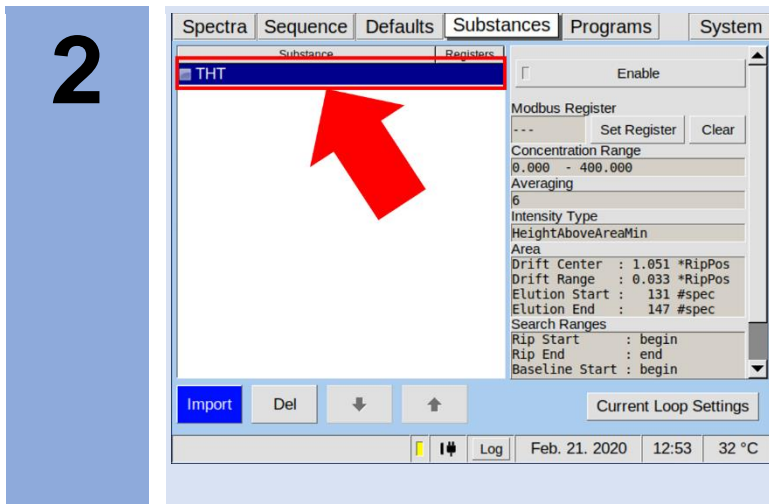 2
Spectra Sequence Defaults Substances Programs System
Substance Registers
THT
Enable
Modbus Register
--- Set Register Clear
Concentration Range
0.000 - 400.000
Averaging
6
Intensity Type
HeightAboveAreaMin
Area
Drift Center : 1.051 *RipPos
Drift Range : 0.033 *RipPos
Elution Start : 131 #spec
Elution End : 147 #spec
Search Ranges
Rip Start : begin
Rip End : end
Baseline Start : begin
Import Del Current Loop Settings
Log Feb. 21. 2020 12:53 32 °C